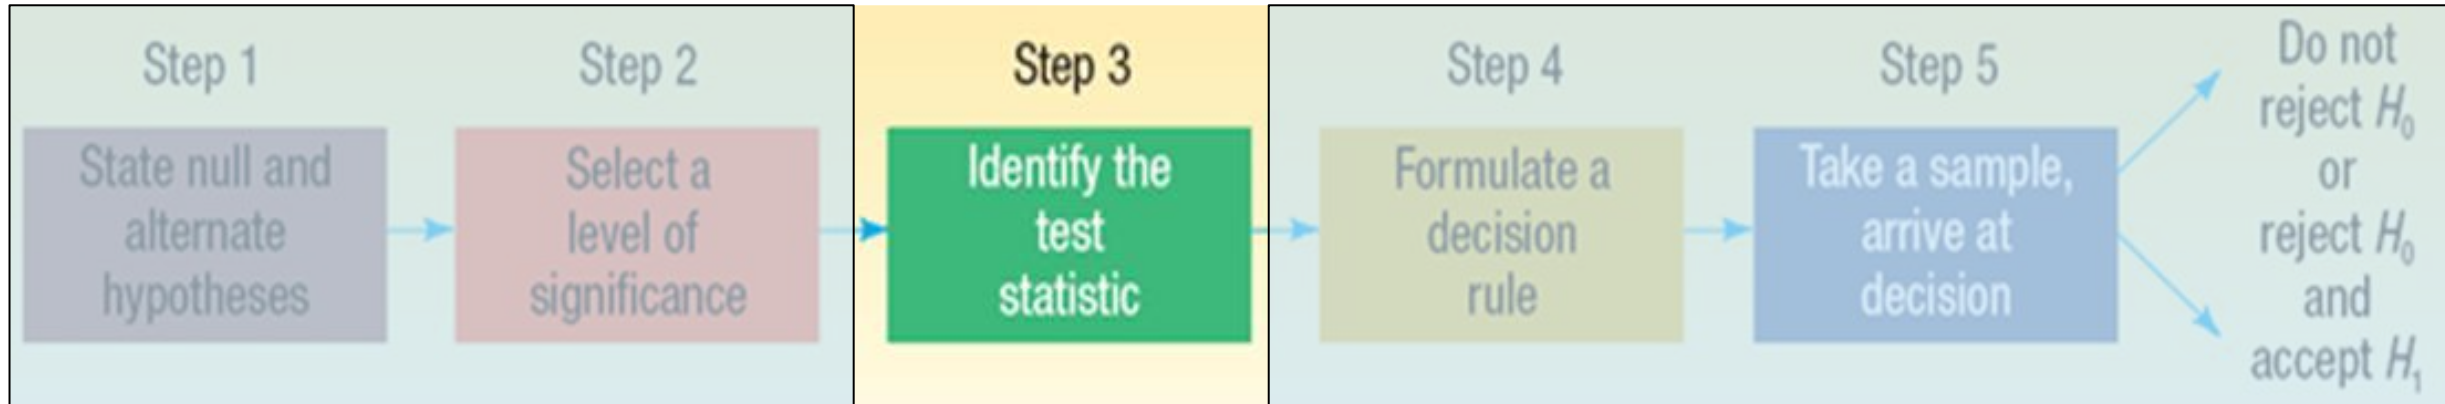 Step 1
State null and
alternate
hypotheses
Step 2
Select a
level of
significance
Step 3
Identify the
test
statistic
Step 4
Formulate a
decision
rule
Step 5
Take a sample,
arrive at
decision
Do not
reject H₀
or
reject H₀
and
accept H₁